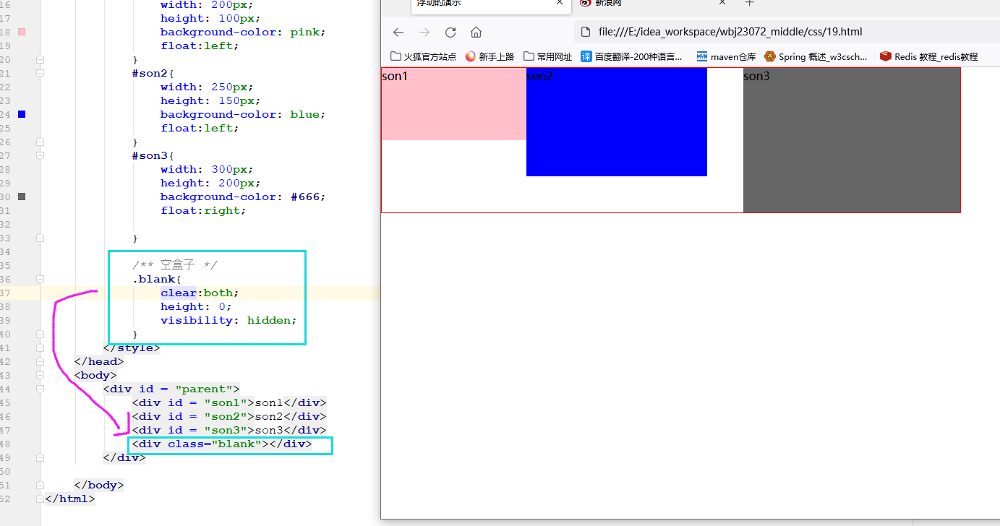 16 width: 200px;
17 height: 100px;
18 background-color: pink;
19 float:left;
20 }
21 #son2{
22 width: 250px;
23 height: 150px;
24 background-color: blue;
25 float:left;
26 }
27 #son3{
28 width: 300px;
29 height: 200px;
30 background-color: #666;
31 float:right;
32
33 }
34
35 /** 空盒子 */
36 .blank{
37 clear:both;
38 height: 0;
39 visibility: hidden;
40 }
41 </style>
42 </head>
43 <body>
44 <div id = "parent">
45 <div id = "son1">son1</div>
46 <div id = "son2">son2</div>
47 <div id = "son3">son3</div>
48 <div class="blank"></div>
49 </div>
50
51 </body>
52 </html>
浮动的演示 新浪网
file:///E:/idea_workspace/wbj23072_middle/css/19.html
火狐官方站点 新手上路 常用网址 译 百度翻译-200种语言... MVN maven仓库 Spring 概述_w3csch... Redis 教程_redis教程
son1 son2 son3